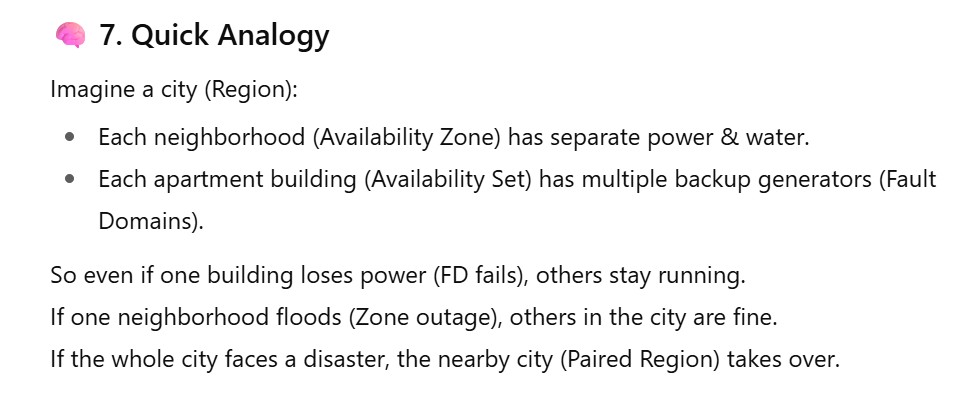 🧠 7. Quick Analogy
Imagine a city (Region):
• Each neighborhood (Availability Zone) has separate power & water.
• Each apartment building (Availability Set) has multiple backup generators (Fault
Domains).
So even if one building loses power (FD fails), others stay running.
If one neighborhood floods (Zone outage), others in the city are fine.
If the whole city faces a disaster, the nearby city (Paired Region) takes over.